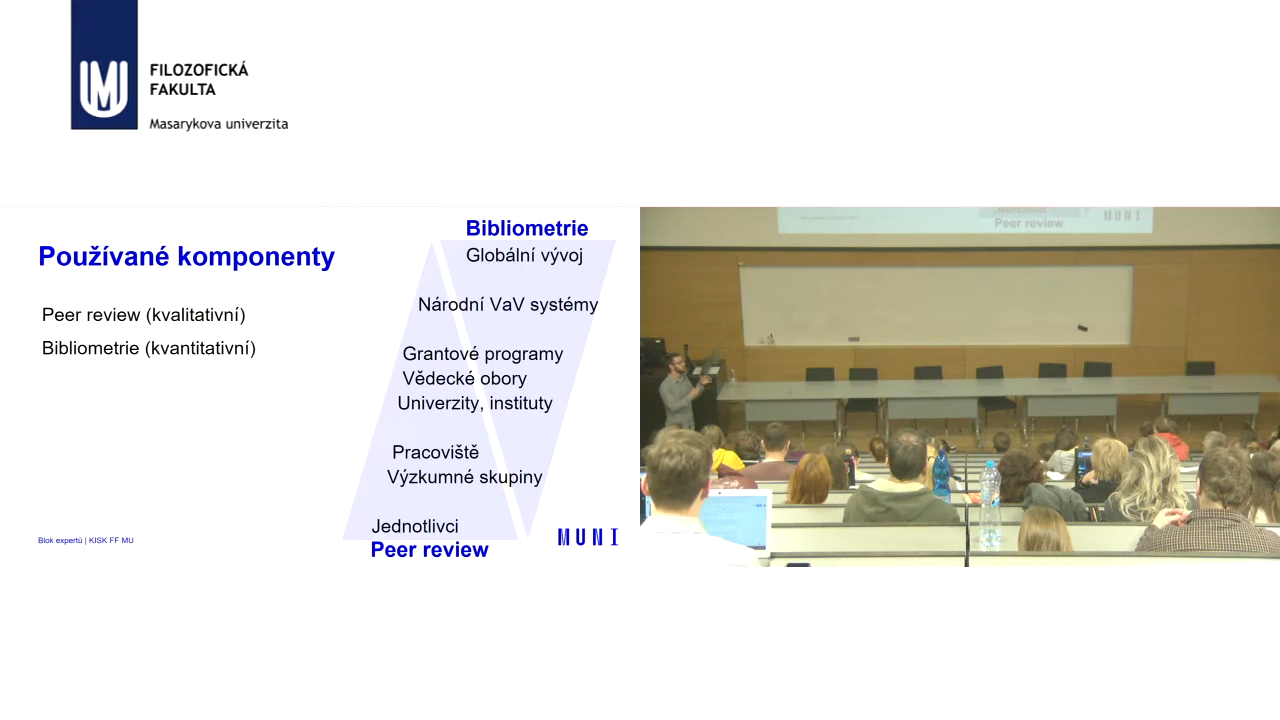 FILOZOFICKÁ
FAKULTA
Masarykova univerzita
Používané komponenty
Peer review (kvalitativní)
Bibliometrie (kvantitativní)
Bibliometrie
Globální vývoj
Národní VaV systémy
Grantové programy
Vědecké obory
Univerzity, instituty
Pracoviště
Výzkumné skupiny
Jednotlivci
Peer review
Blok expertů | KISK FF MU
MUNI
Peer review
MUNI